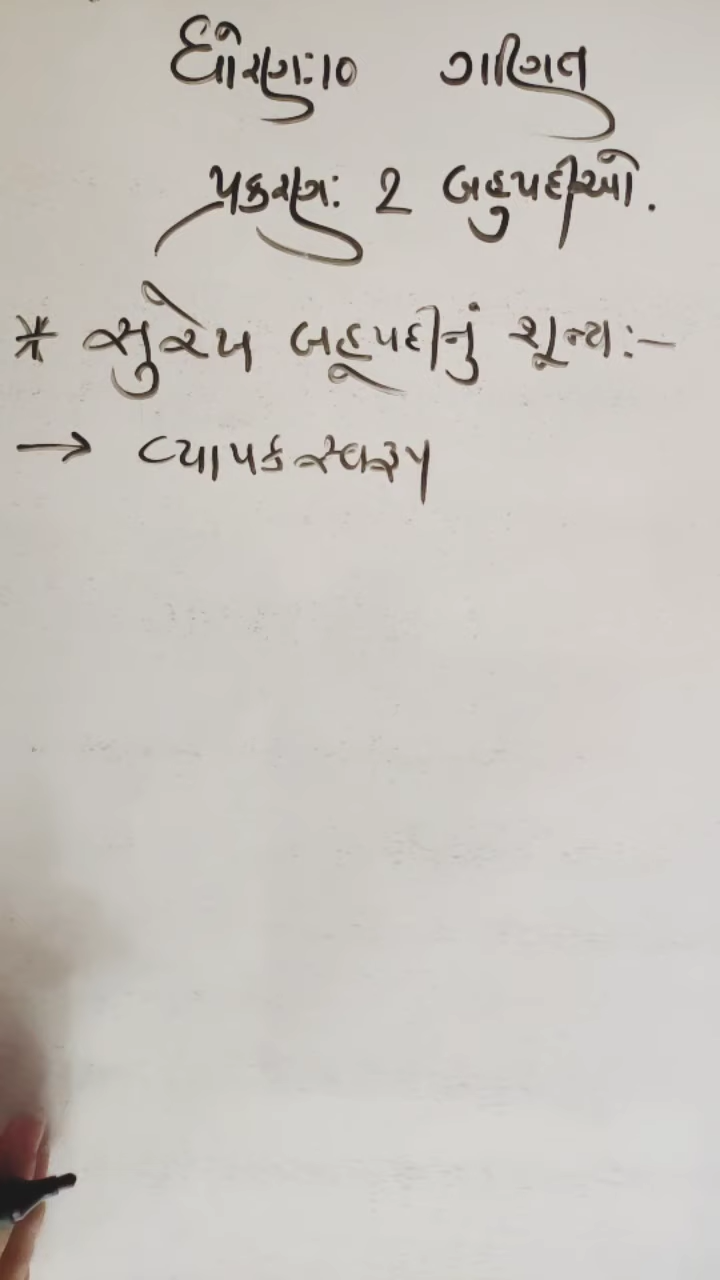 ધોરણ:10 ગણિત
પ્રકરણ: 2 બહુપદીઓ.
* સુરેખ બહૂપદીનું શૂન્ય :-
→ વ્યાપક સ્વરૂપ